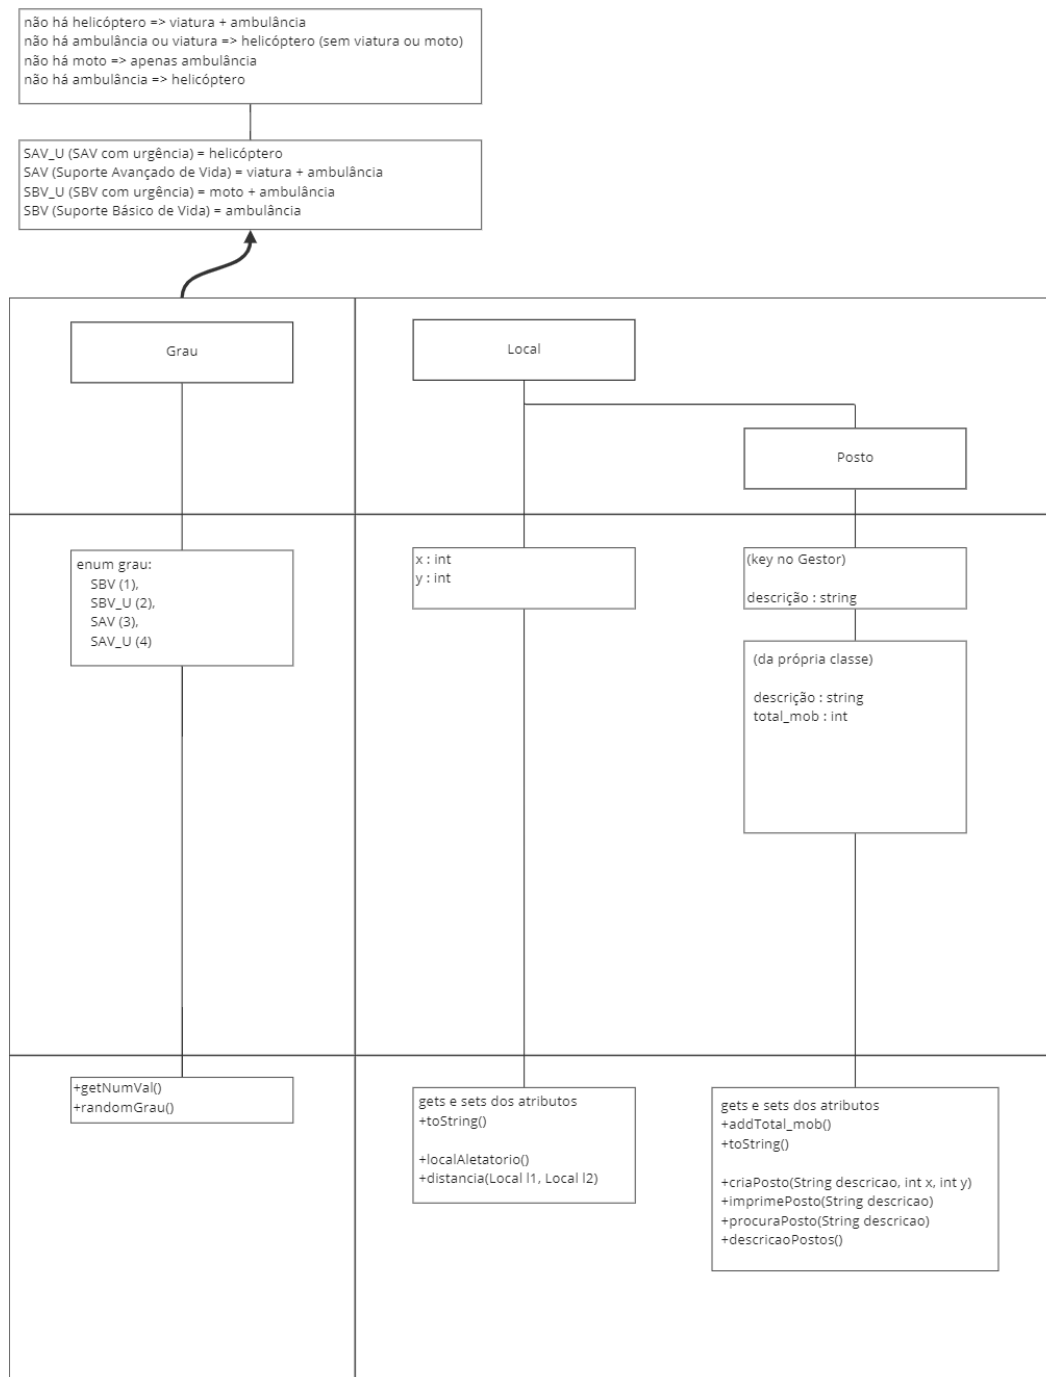 não há helicóptero => viatura + ambulância
não há ambulância ou viatura => helicóptero (sem viatura ou moto)
não há moto => apenas ambulância
não há ambulância => helicóptero
SAV_U (SAV com urgência) = helicóptero
SAV (Suporte Avançado de Vida) = viatura + ambulância
SBV_U (SBV com urgência) = moto + ambulância
SBV (Suporte Básico de Vida) = ambulância
Grau
Local
Posto
enum grau:
SBV (1),
SBV_U (2),
SAV (3),
SAV_U (4)
x : int
y : int
(key no Gestor)
descrição : string
(da própria classe)
descrição : string
total_mob : int
+getNumVal()
+randomGrau()
gets e sets dos atributos
+toString()
+localAletatorio()
+distancia(Local l1, Local l2)
gets e sets dos atributos
+addTotal_mob()
+toString()
+criaPosto(String descricao, int x, int y)
+imprimePosto(String descricao)
+procuraPosto(String descricao)
+descricaoPostos()